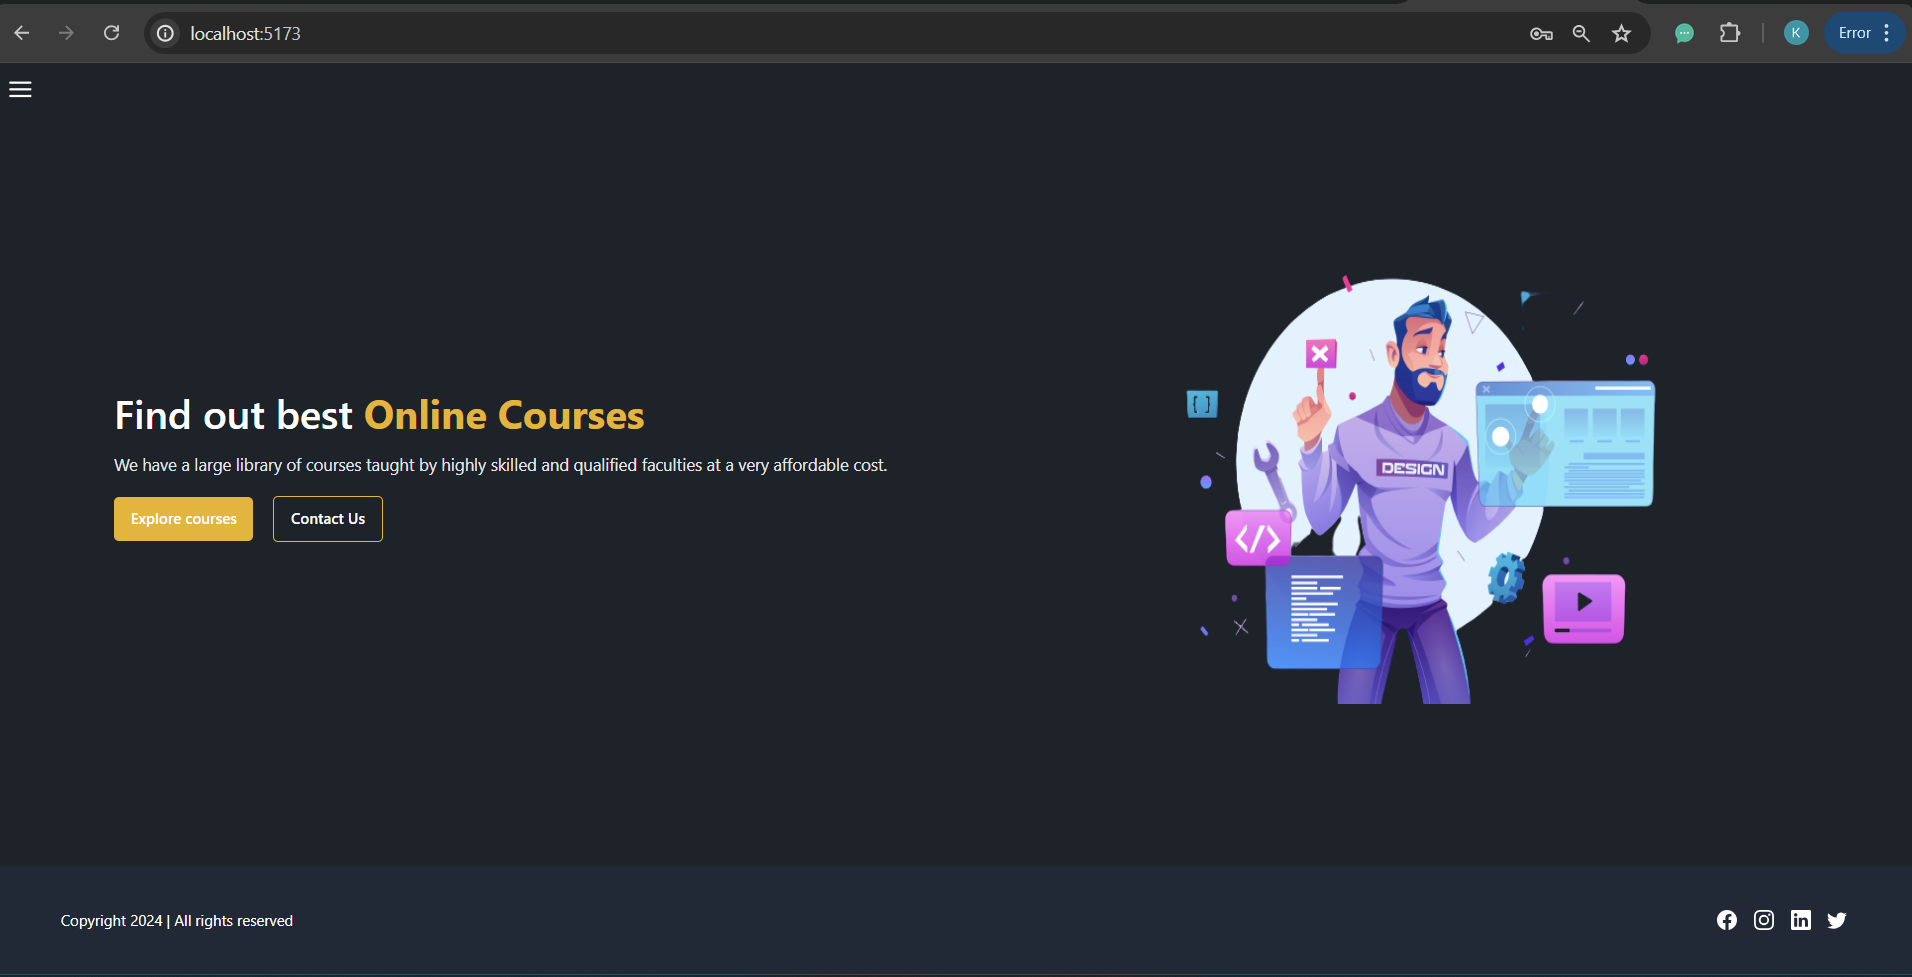 localhost:5173
K
Error
Find out best Online Courses
We have a large library of courses taught by highly skilled and qualified faculties at a very affordable cost.
Explore courses
Contact Us
[ ]
DESIGN
</>
Copyright 2024 | All rights reserved
in